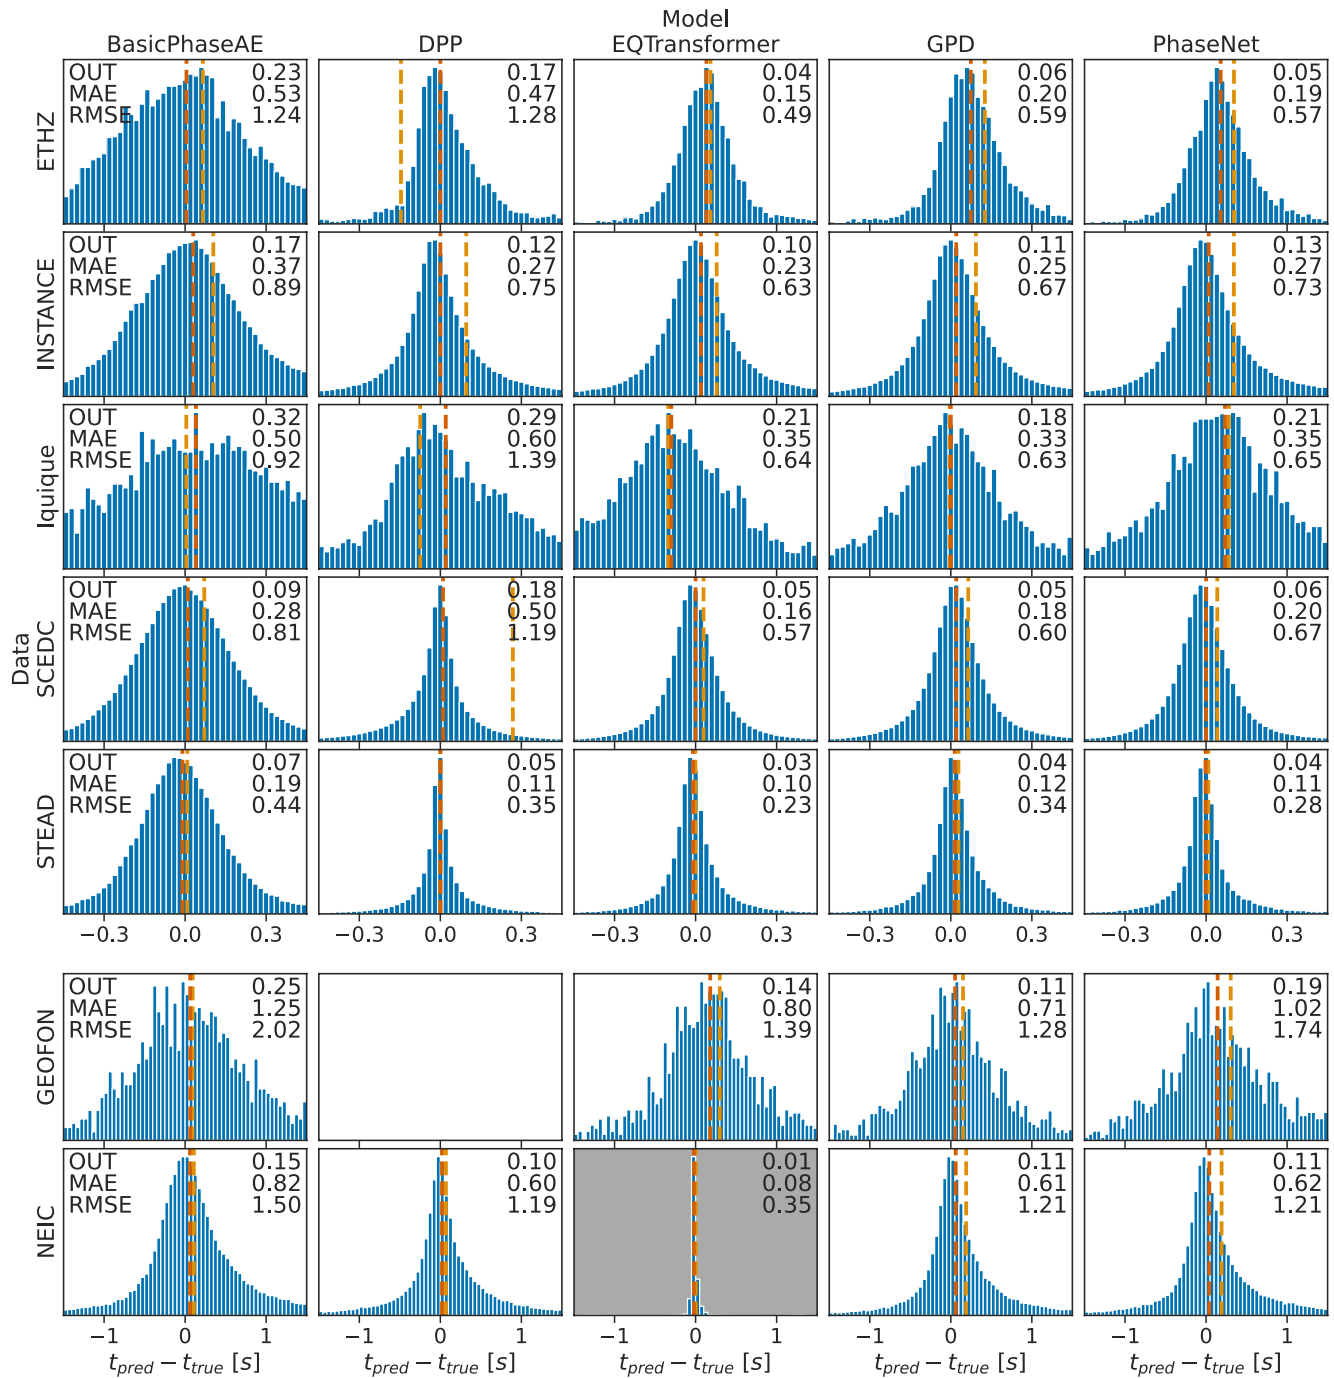 Model
BasicPhaseAE DPP EQTransformer GPD PhaseNet
Data
ETHZ
OUT 0.23 0.17 0.04 0.06 0.05
MAE 0.53 0.47 0.15 0.20 0.19
RMSE 1.24 1.28 0.49 0.59 0.57
INSTANCE
OUT 0.17 0.12 0.10 0.11 0.13
MAE 0.37 0.27 0.23 0.25 0.27
RMSE 0.89 0.75 0.63 0.67 0.73
Iquique
OUT 0.32 0.29 0.21 0.18 0.21
MAE 0.50 0.60 0.35 0.33 0.35
RMSE 0.92 1.39 0.64 0.63 0.65
SCEDC
OUT 0.09 0.18 0.05 0.05 0.06
MAE 0.28 0.50 0.16 0.18 0.20
RMSE 0.81 1.19 0.57 0.60 0.67
STEAD
OUT 0.07 0.05 0.03 0.04 0.04
MAE 0.19 0.11 0.10 0.12 0.11
RMSE 0.44 0.35 0.23 0.34 0.28
−0.3 0.0 0.3 −0.3 0.0 0.3 −0.3 0.0 0.3 −0.3 0.0 0.3 −0.3 0.0 0.3
GEOFON
OUT 0.25 0.14 0.11 0.19
MAE 1.25 0.80 0.71 1.02
RMSE 2.02 1.39 1.28 1.74
NEIC
OUT 0.15 0.10 0.01 0.11 0.11
MAE 0.82 0.60 0.08 0.61 0.62
RMSE 1.50 1.19 0.35 1.21 1.21
−1 0 1 −1 0 1 −1 0 1 −1 0 1 −1 0 1
t_pred − t_true [s] t_pred − t_true [s] t_pred − t_true [s] t_pred − t_true [s] t_pred − t_true [s]